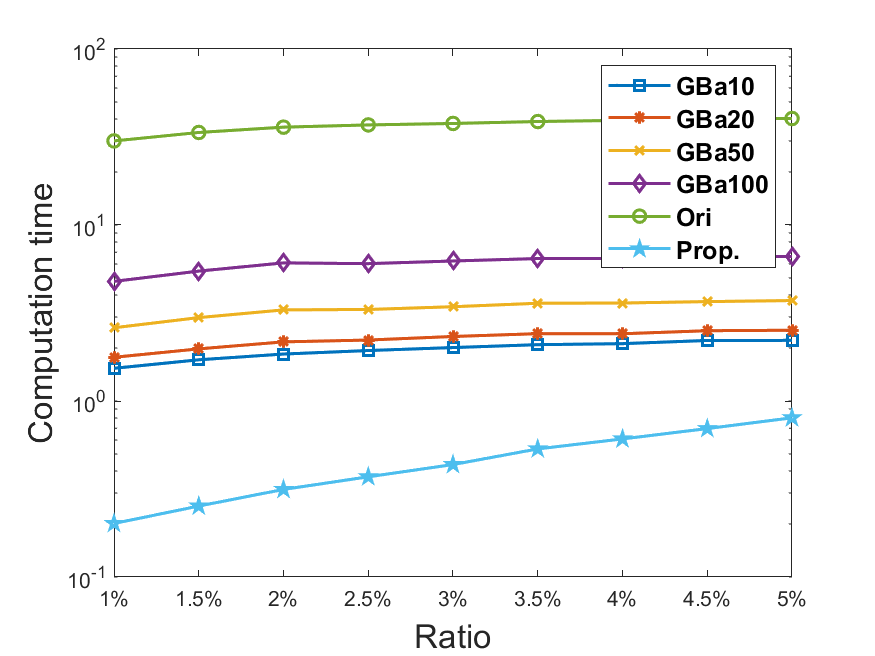 10^2
10^1
10^0
10^-1
Computation time
GBa10
GBa20
GBa50
GBa100
Ori
Prop.
1% 1.5% 2% 2.5% 3% 3.5% 4% 4.5% 5%
Ratio